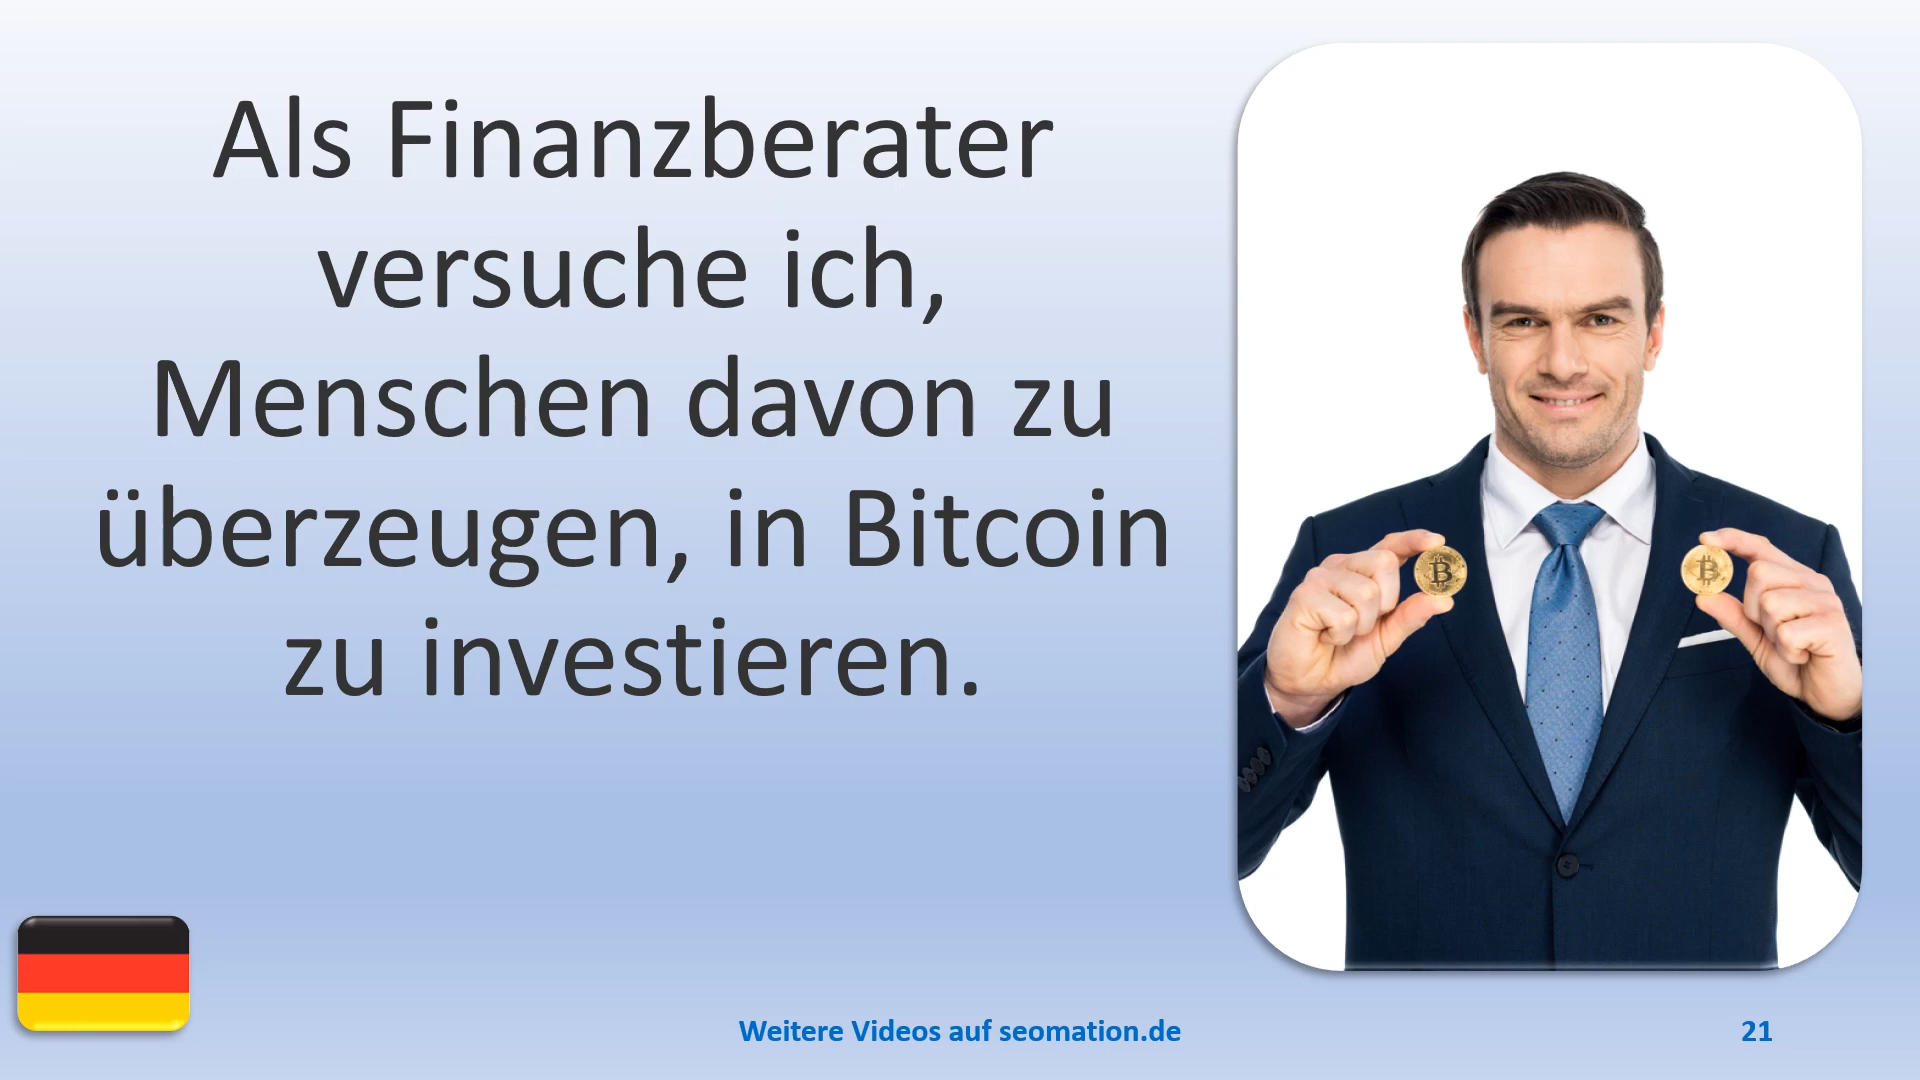 Als Finanzberater
versuche ich,
Menschen davon zu
überzeugen, in Bitcoin
zu investieren.
Weitere Videos auf seomation.de
21